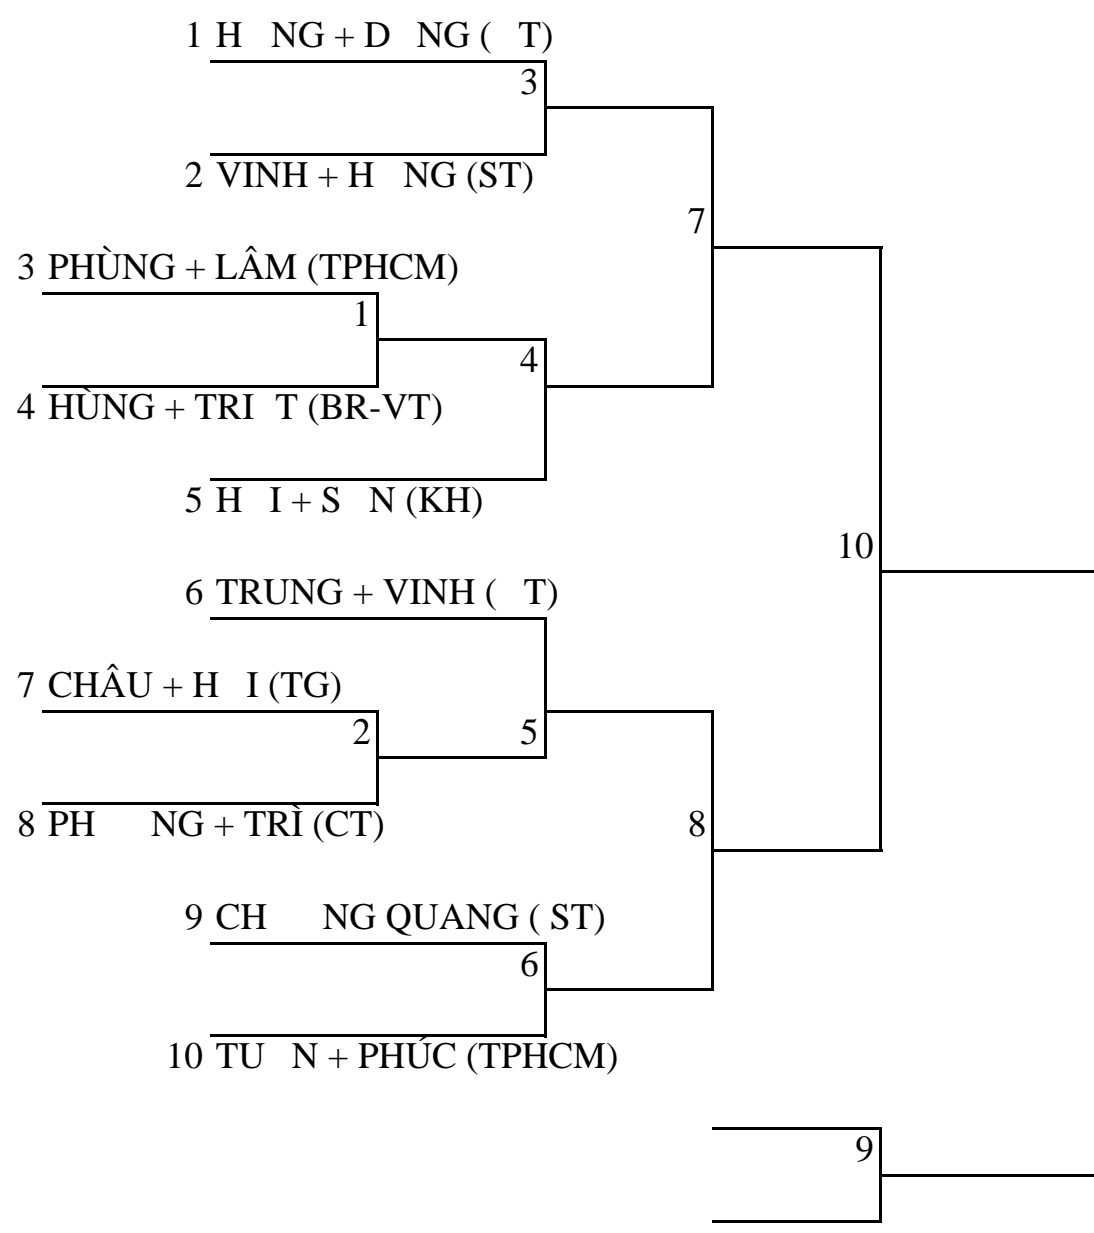 1 H NG + D NG ( T)
3
2 VINH + H NG (ST)
7
3 PHÙNG + LÂM (TPHCM)
1
4
4 HÙNG + TRI T (BR-VT)
5 H I + S N (KH)
10
6 TRUNG + VINH ( T)
7 CHÂU + H I (TG)
2
5
8 PH NG + TRÌ (CT)
8
9 CH NG QUANG ( ST)
6
10 TU N + PHÚC (TPHCM)
9